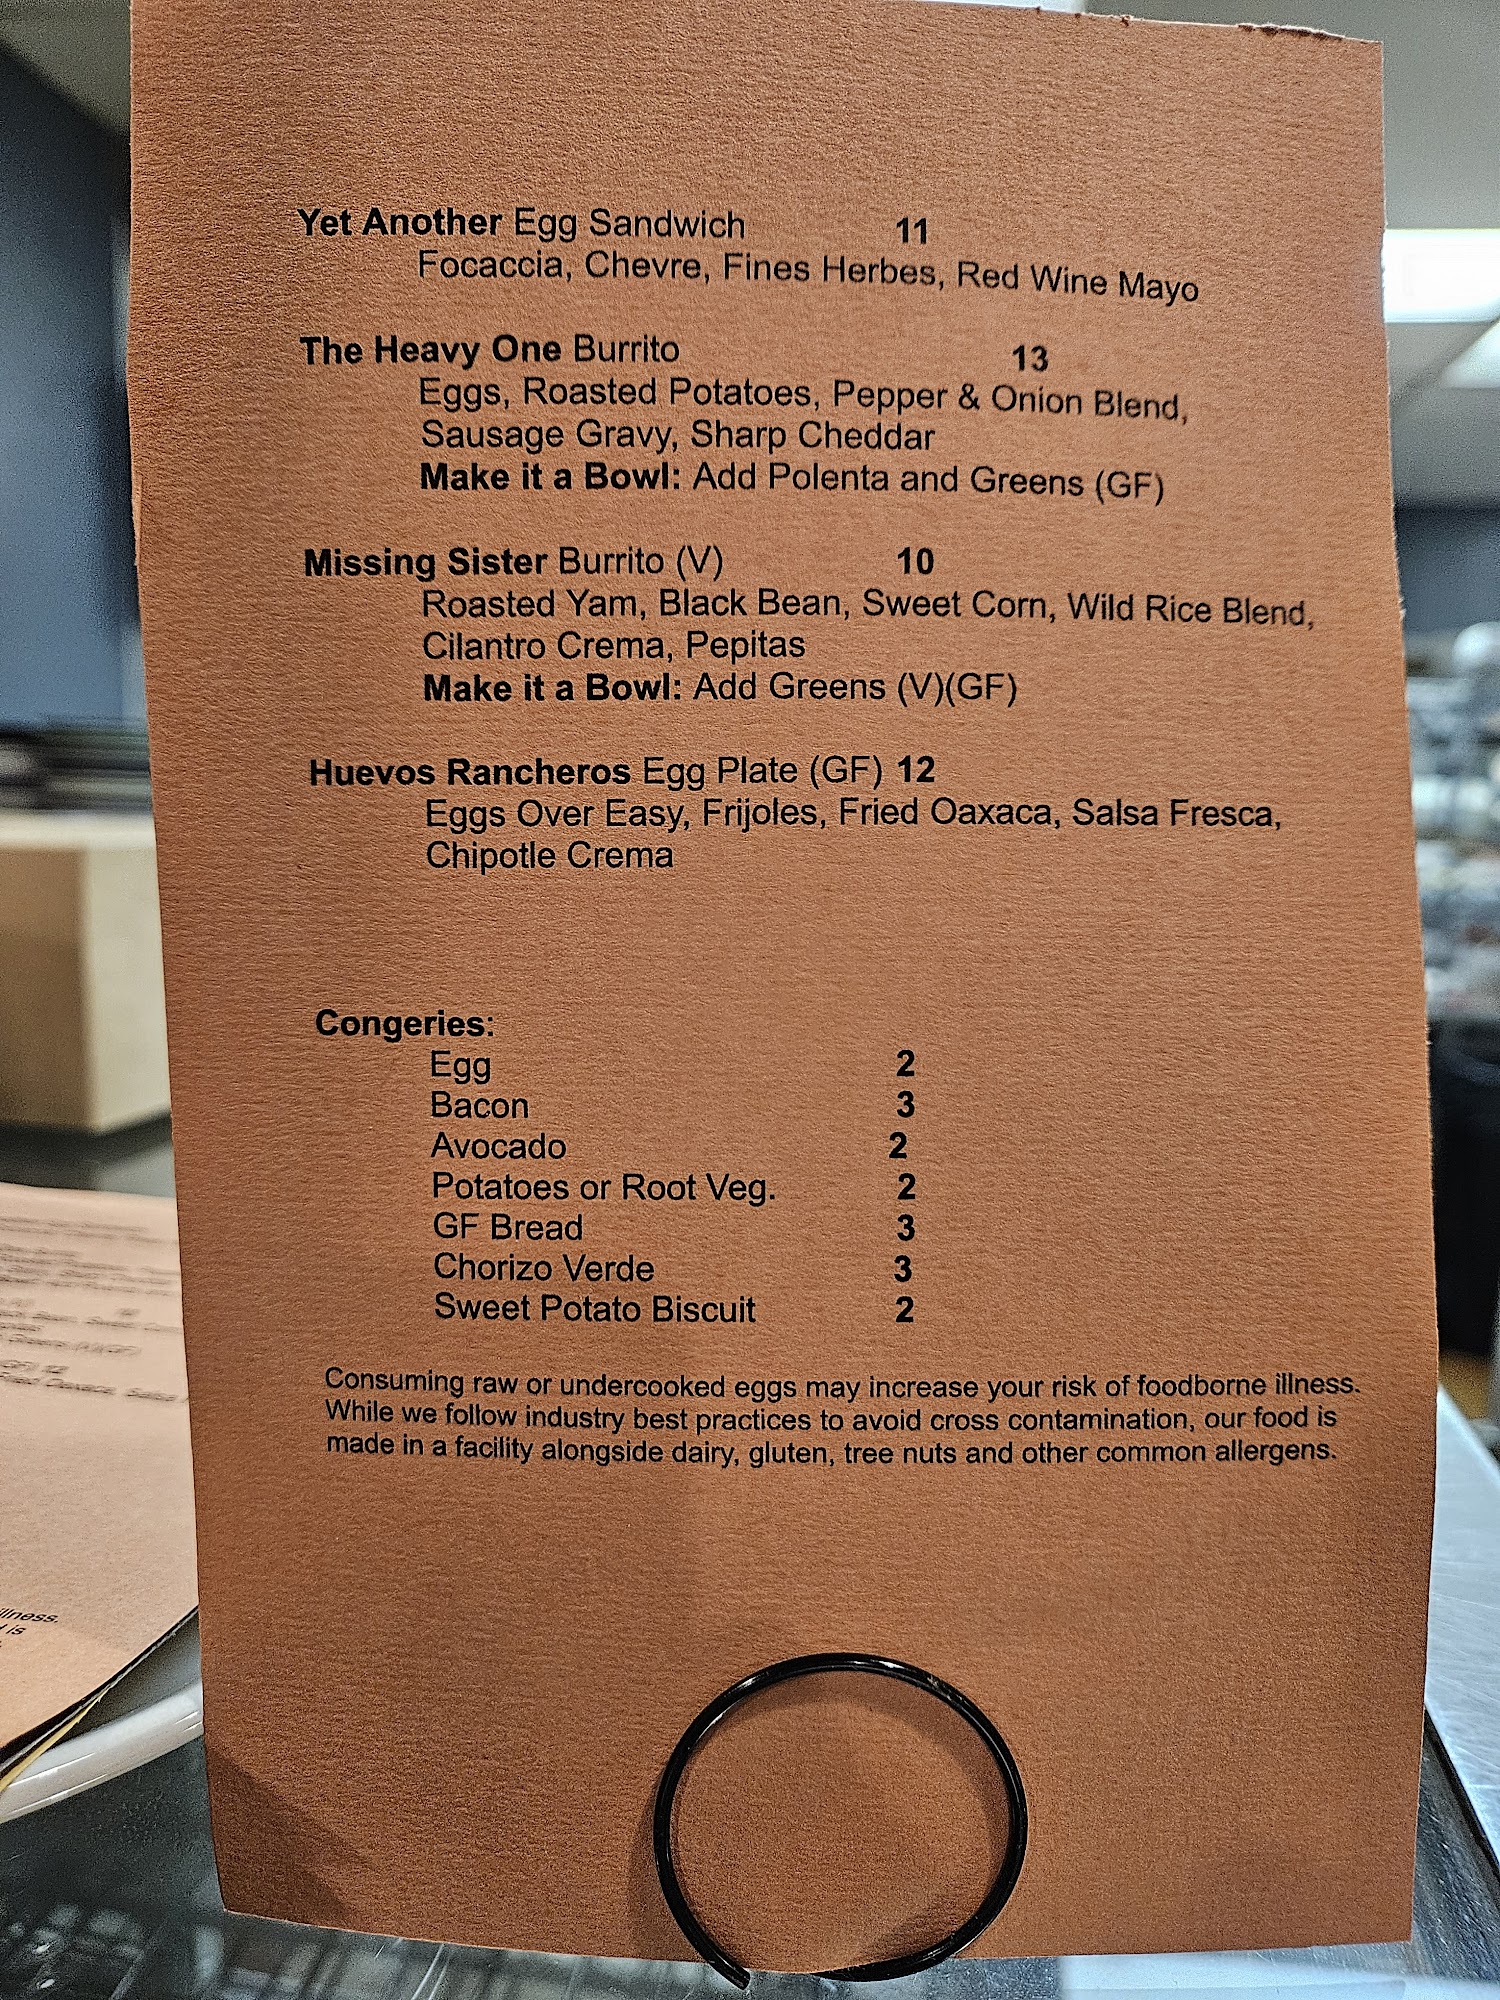 Yet Another Egg Sandwich 11
Focaccia, Chevre, Fines Herbes, Red Wine Mayo
The Heavy One Burrito 13
Eggs, Roasted Potatoes, Pepper & Onion Blend,
Sausage Gravy, Sharp Cheddar
Make it a Bowl: Add Polenta and Greens (GF)
Missing Sister Burrito (V) 10
Roasted Yam, Black Bean, Sweet Corn, Wild Rice Blend,
Cilantro Crema, Pepitas
Make it a Bowl: Add Greens (V)(GF)
Huevos Rancheros Egg Plate (GF) 12
Eggs Over Easy, Frijoles, Fried Oaxaca, Salsa Fresca,
Chipotle Crema
Congeries:
Egg 2
Bacon 3
Avocado 2
Potatoes or Root Veg. 2
GF Bread 3
Chorizo Verde 3
Sweet Potato Biscuit 2
Consuming raw or undercooked eggs may increase your risk of foodborne illness.
While we follow industry best practices to avoid cross contamination, our food is
made in a facility alongside dairy, gluten, tree nuts and other common allergens.
illness.
is